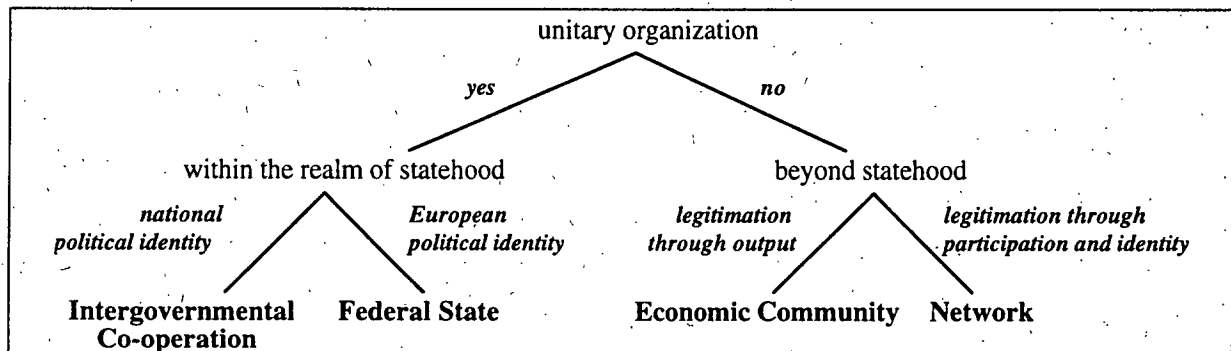 unitary organization
yes
no
within the realm of statehood
beyond statehood
national
political identity
European
political identity
legitimation
through output
legitimation through
participation and identity
Intergovernmental
Co-operation
Federal State
Economic Community
Network